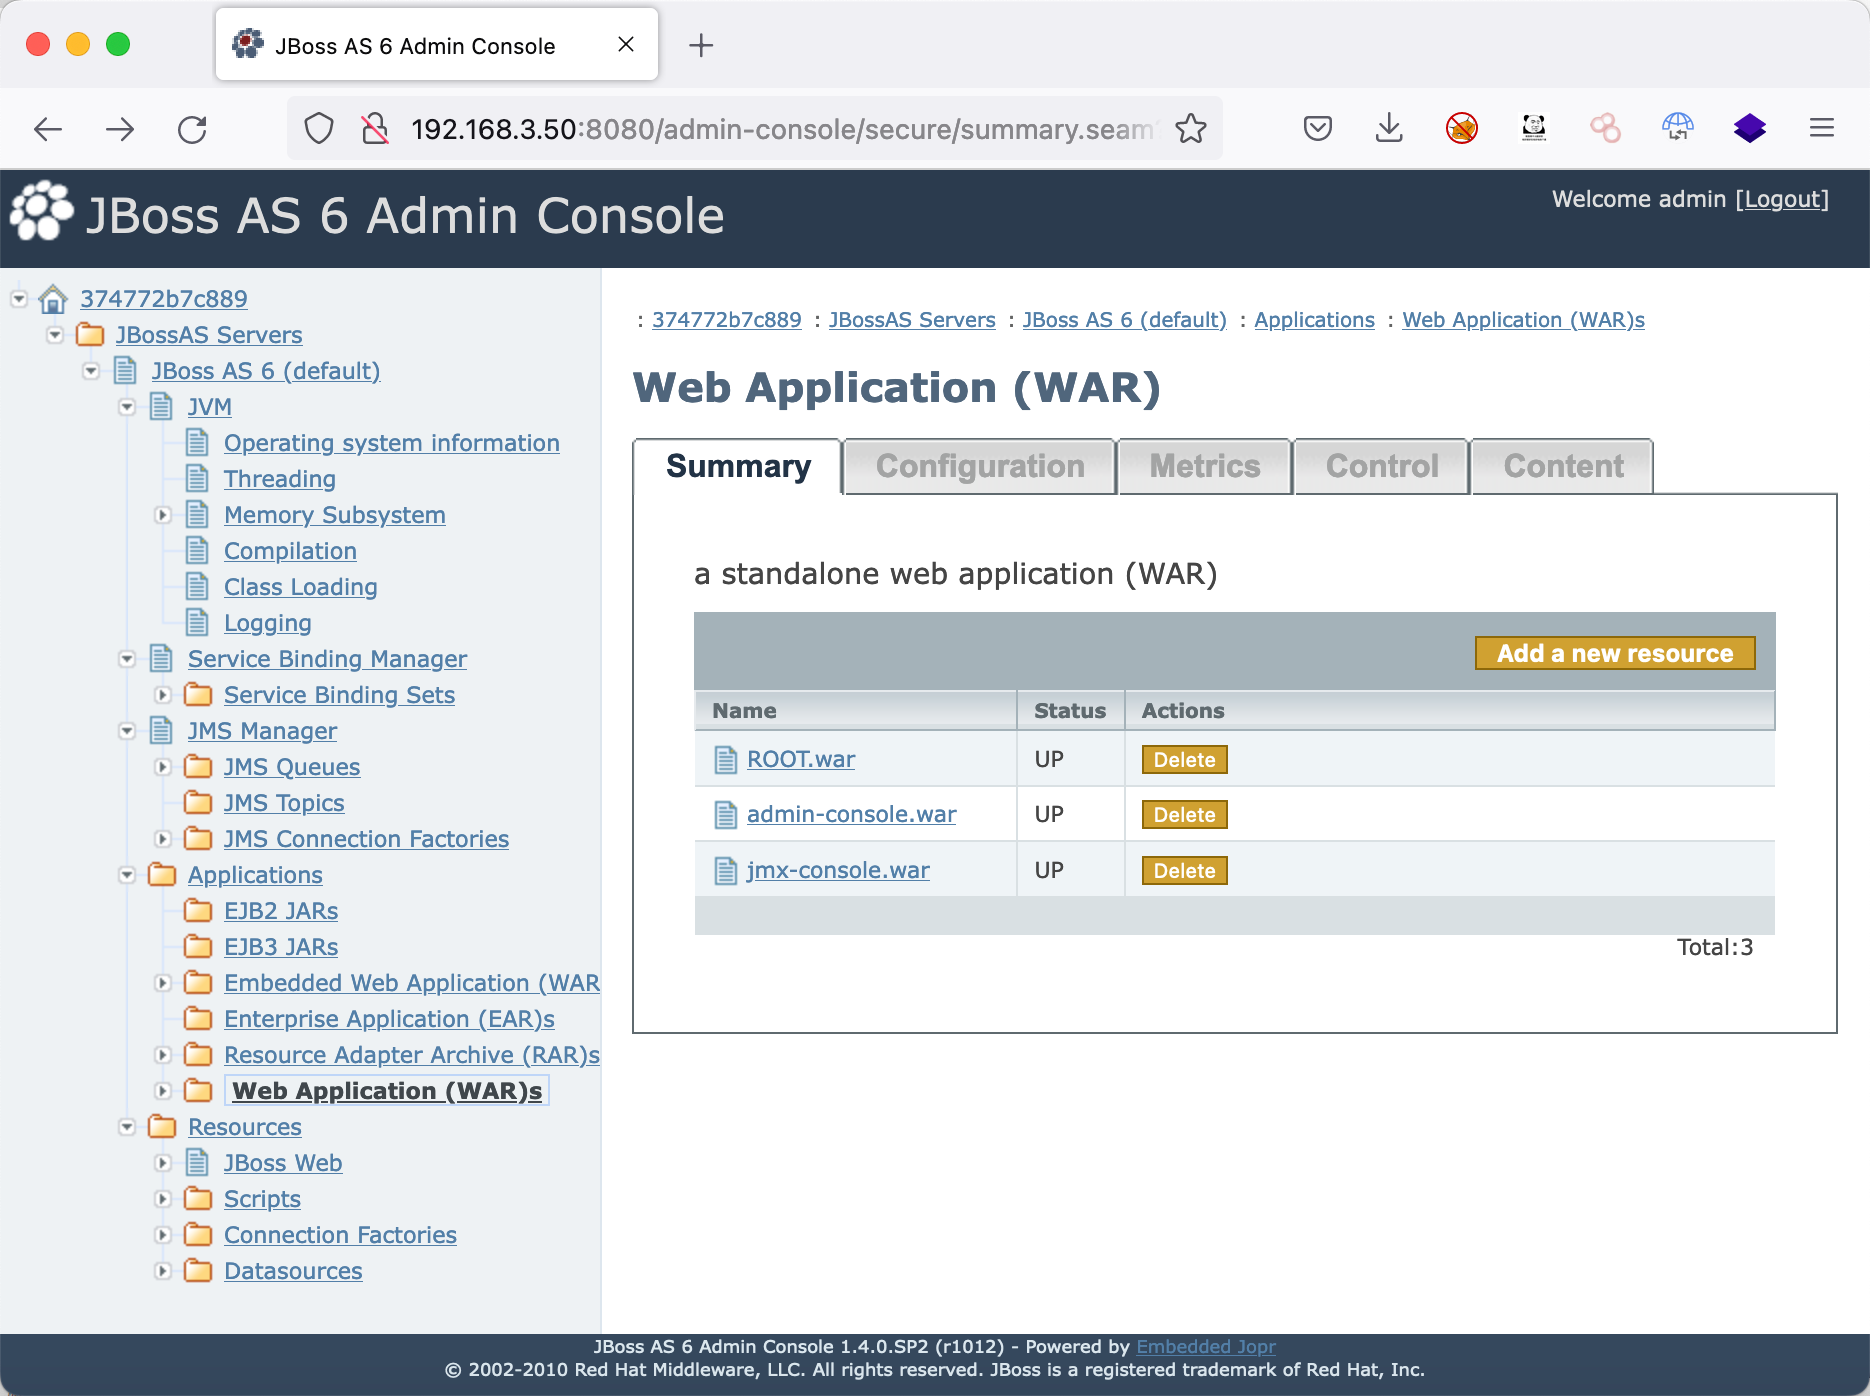 JBoss AS 6 Admin Console
192.168.3.50:8080/admin-console/secure/summary.seam
JBoss AS 6 Admin Console
Welcome admin [Logout]
374772b7c889
JBossAS Servers
JBoss AS 6 (default)
JVM
Operating system information
Threading
Memory Subsystem
Compilation
Class Loading
Logging
Service Binding Manager
Service Binding Sets
JMS Manager
JMS Queues
JMS Topics
JMS Connection Factories
Applications
EJB2 JARs
EJB3 JARs
Embedded Web Application (WAR
Enterprise Application (EAR)s
Resource Adapter Archive (RAR)s
Web Application (WAR)s
Resources
JBoss Web
Scripts
Connection Factories
Datasources
: 374772b7c889 : JBossAS Servers : JBoss AS 6 (default) : Applications : Web Application (WAR)s
Web Application (WAR)
Summary Configuration Metrics Control Content
a standalone web application (WAR)
Add a new resource
Name Status Actions
ROOT.war UP Delete
admin-console.war UP Delete
jmx-console.war UP Delete
Total:3
JBoss AS 6 Admin Console 1.4.0.SP2 (r1012) - Powered by Embedded Jopr
© 2002-2010 Red Hat Middleware, LLC. All rights reserved. JBoss is a registered trademark of Red Hat, Inc.